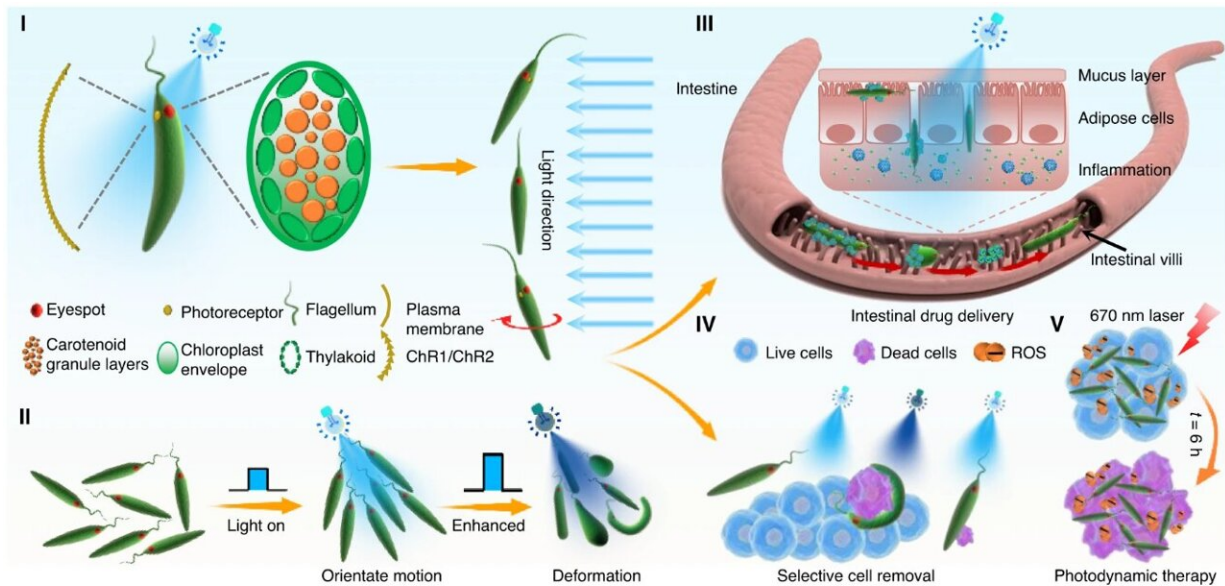 I
Light direction
Eyespot
Photoreceptor
Flagellum
Plasma
membrane
Carotenoid
granule layers
Chloroplast
envelope
Thylakoid
ChR1/ChR2
II
Light on
Orientate motion
Enhanced
Deformation
III
Intestine
Mucus layer
Adipose cells
Inflammation
Intestinal villi
Intestinal drug delivery
IV
Live cells
Dead cells
ROS
Selective cell removal
V
670 nm laser
t = 6 h
Photodynamic therapy